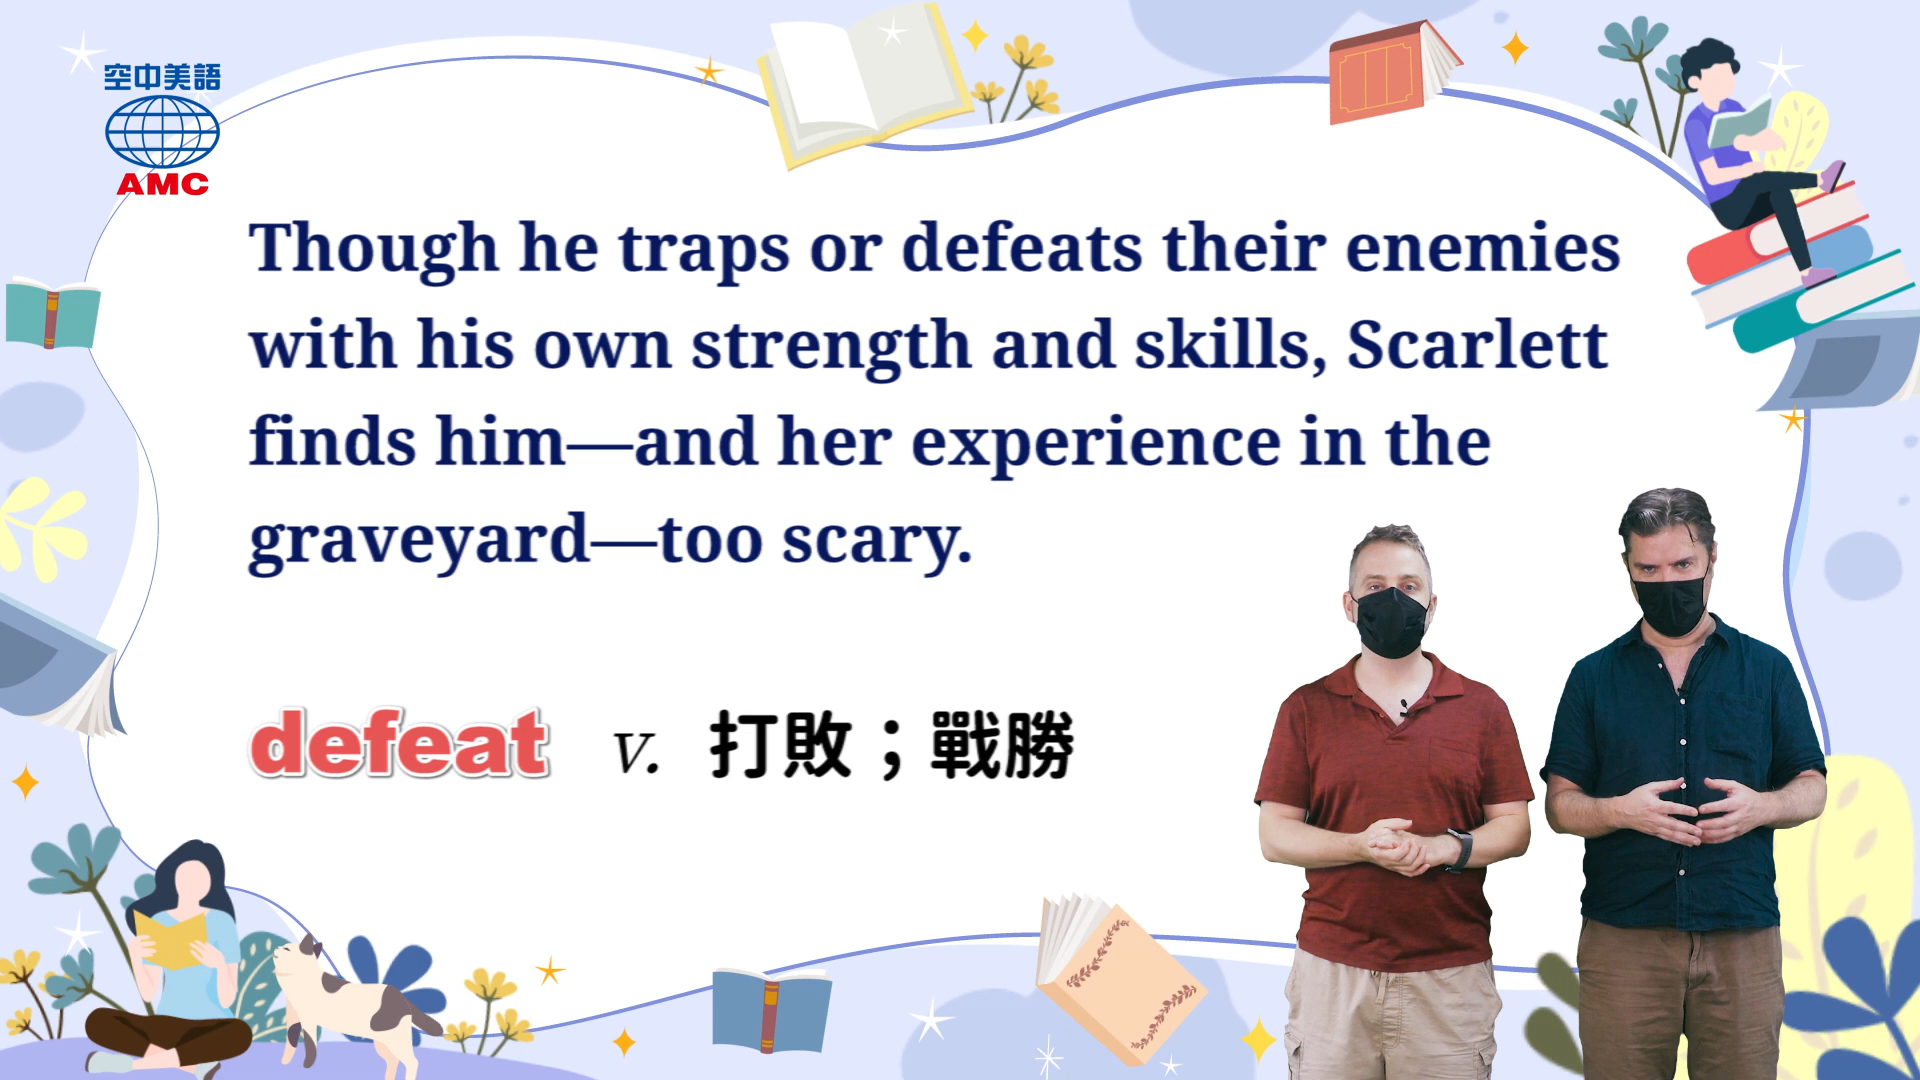 空中美語
AMC
Though he traps or defeats their enemies
with his own strength and skills, Scarlett
finds him—and her experience in the
graveyard—too scary.
defeat v. 打敗；戰勝